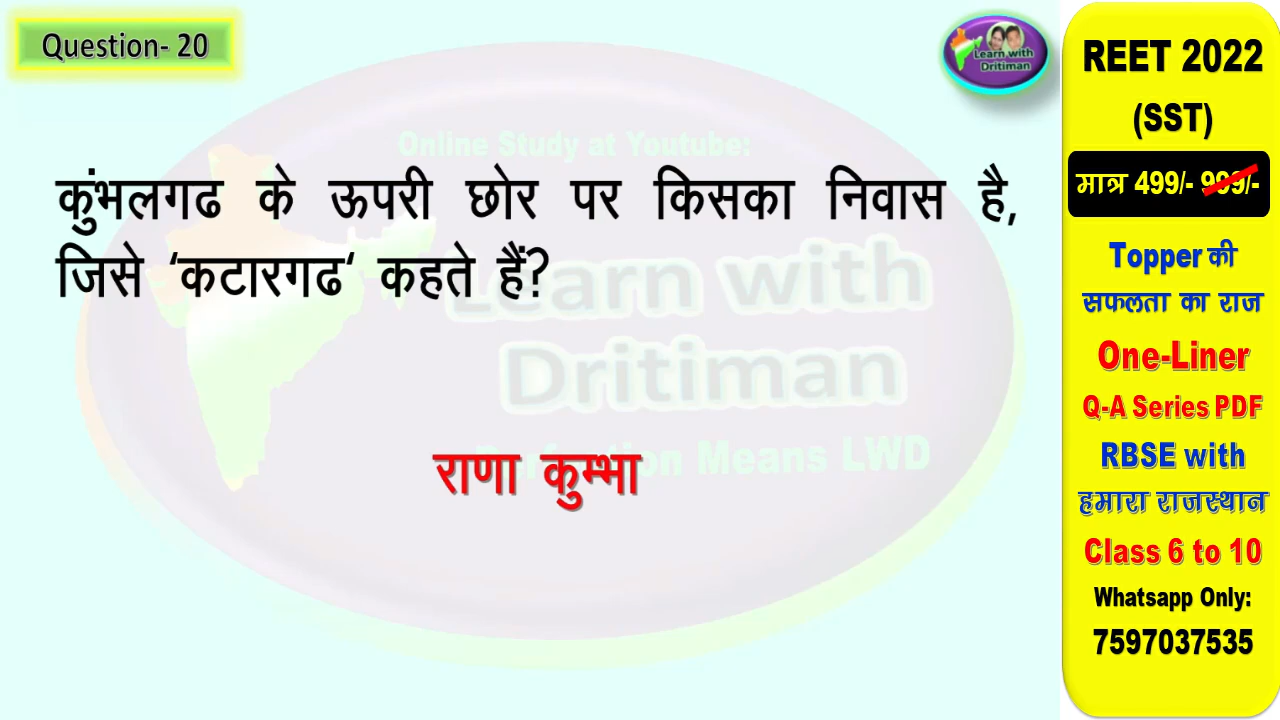 Question- 20
Learn with
Dritiman
Online Study at Youtube:
कुंभलगढ के ऊपरी छोर पर किसका निवास है,
जिसे ‘कटारगढ‘ कहते हैं?
Learn with
Dritiman
Means LWD
राणा कुम्भा
REET 2022
(SST)
मात्र 499/- 999/-
Topper की
सफलता का राज
One-Liner
Q-A Series PDF
RBSE with
हमारा राजस्थान
Class 6 to 10
Whatsapp Only:
7597037535